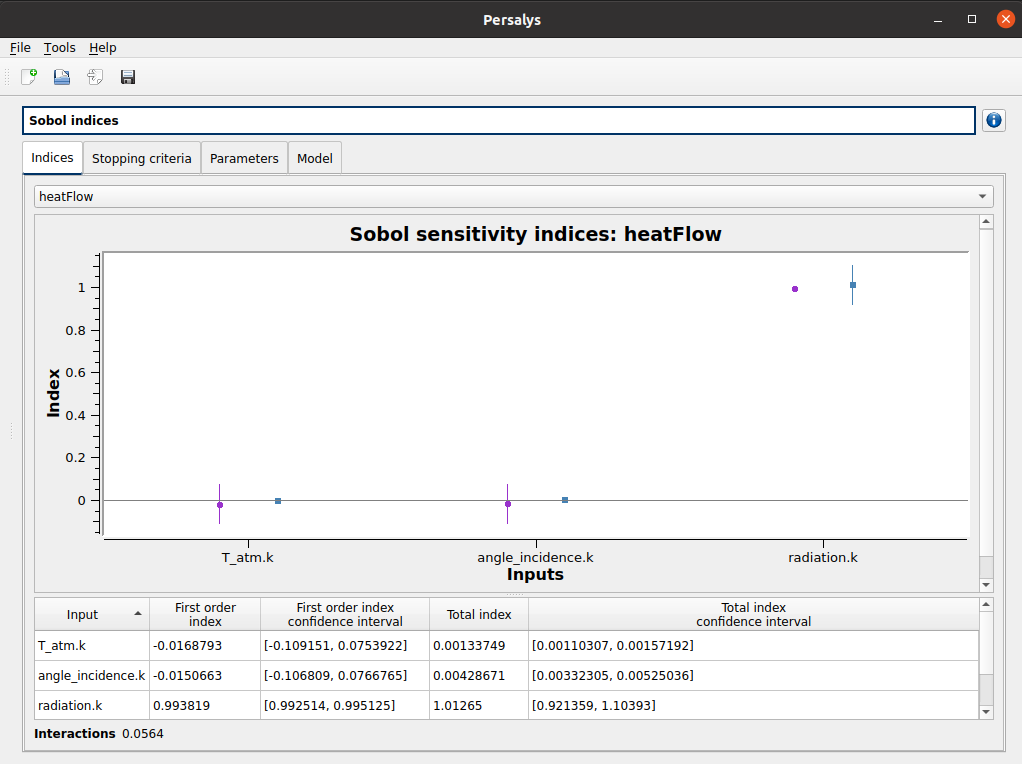 Persalys
File Tools Help
Sobol indices
Indices Stopping criteria Parameters Model
heatFlow
Sobol sensitivity indices: heatFlow
1
0.8
0.6
0.4
0.2
0
Index
T_atm.k angle_incidence.k radiation.k
Inputs
Input First order index First order index confidence interval Total index Total index confidence interval
T_atm.k -0.0168793 [-0.109151, 0.0753922] 0.00133749 [0.00110307, 0.00157192]
angle_incidence.k -0.0150663 [-0.106809, 0.0766765] 0.00428671 [0.00332305, 0.00525036]
radiation.k 0.993819 [0.992514, 0.995125] 1.01265 [0.921359, 1.10393]
Interactions 0.0564